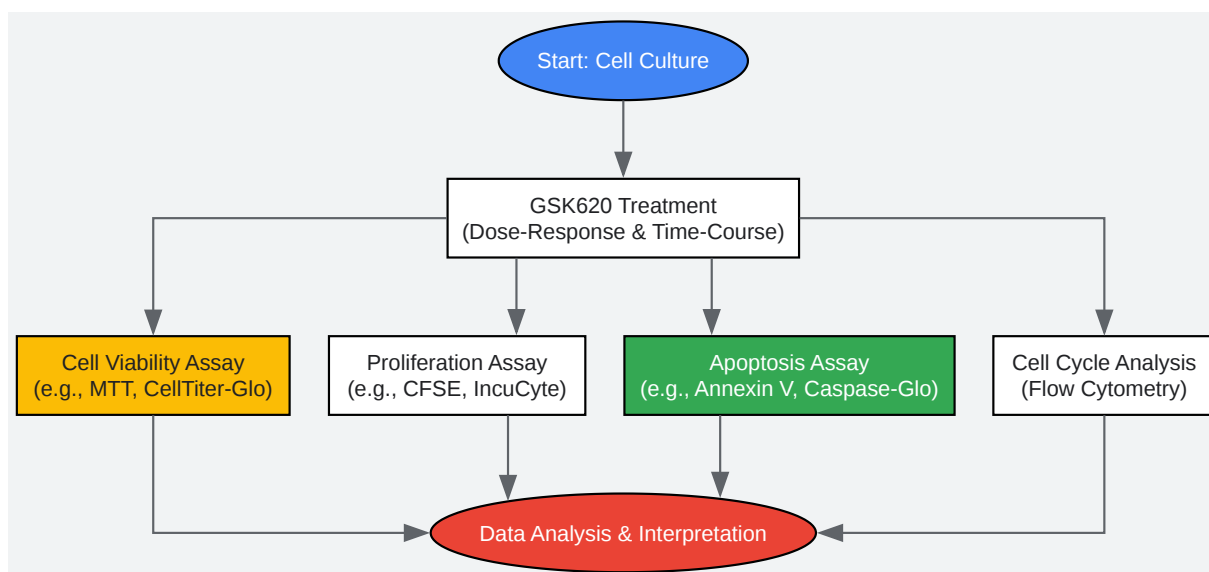 Start: Cell Culture
GSK620 Treatment
(Dose-Response & Time-Course)
Cell Viability Assay
(e.g., MTT, CellTiter-Glo)
Proliferation Assay
(e.g., CFSE, IncuCyte)
Apoptosis Assay
(e.g., Annexin V, Caspase-Glo)
Cell Cycle Analysis
(Flow Cytometry)
Data Analysis & Interpretation